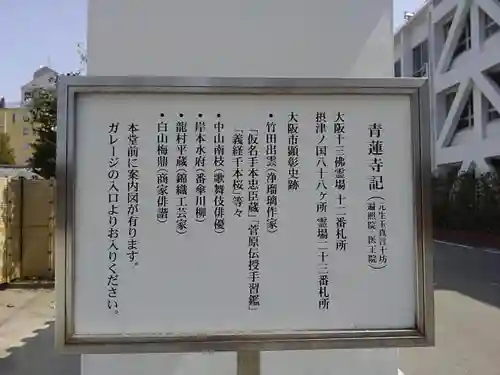 青蓮寺記(元生玉真言十坊 遍照院 医王院)
大阪十三佛霊場 十二番札所
摂津ノ国八十八ヶ所 霊場 二十三番札所
大阪市顕彰史跡
•竹田出雲(浄瑠璃作家)
『仮名手本忠臣蔵』『菅原伝授手習鑑』
『義経千本桜』等々
•中山南枝(歌舞伎俳優)
•岸本水府(番傘川柳)
•龍村平蔵(錦織工芸家)
•白山梅鼎(商家俳諧)
本堂前に案内図が有ります。
ガレージの入口よりお入りください。